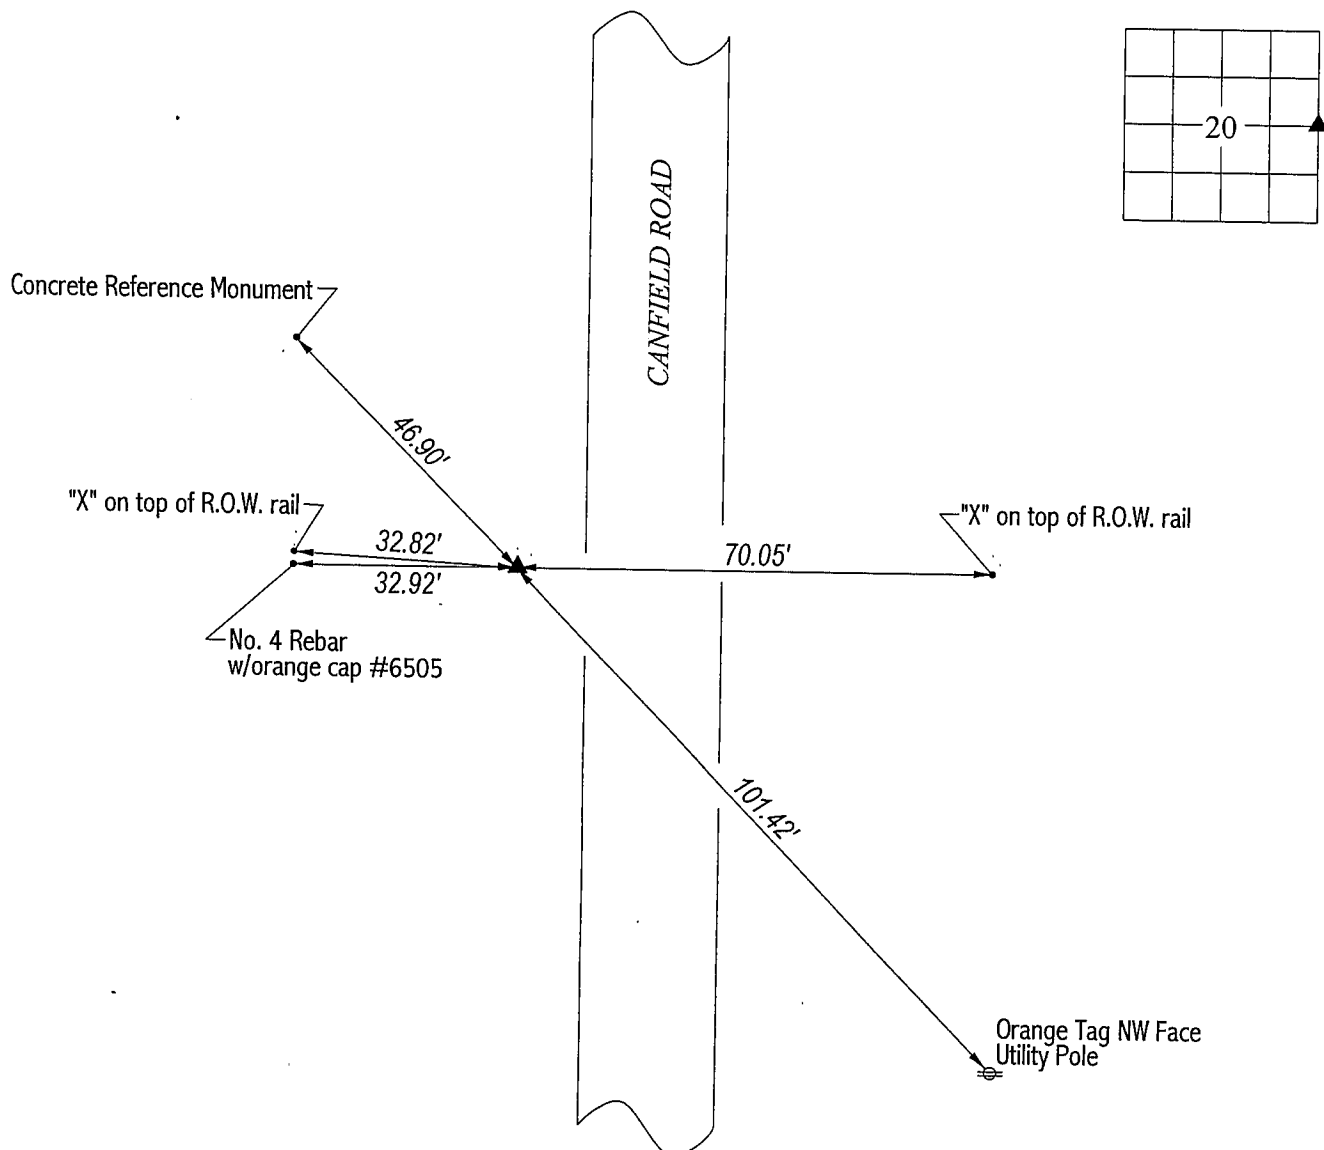 20
CANFIELD ROAD
Concrete Reference Monument
46.90'
"X" on top of R.O.W. rail
32.82'
32.92'
70.05'
"X" on top of R.O.W. rail
No. 4 Rebar
w/orange cap #6505
101.42'
Orange Tag NW Face
Utility Pole